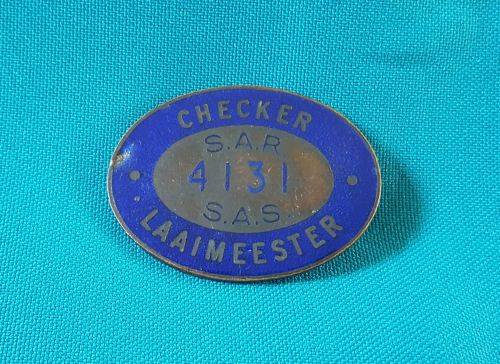 CHECKER
S.A.R
4131
S.A.S.
LAAIMEESTER